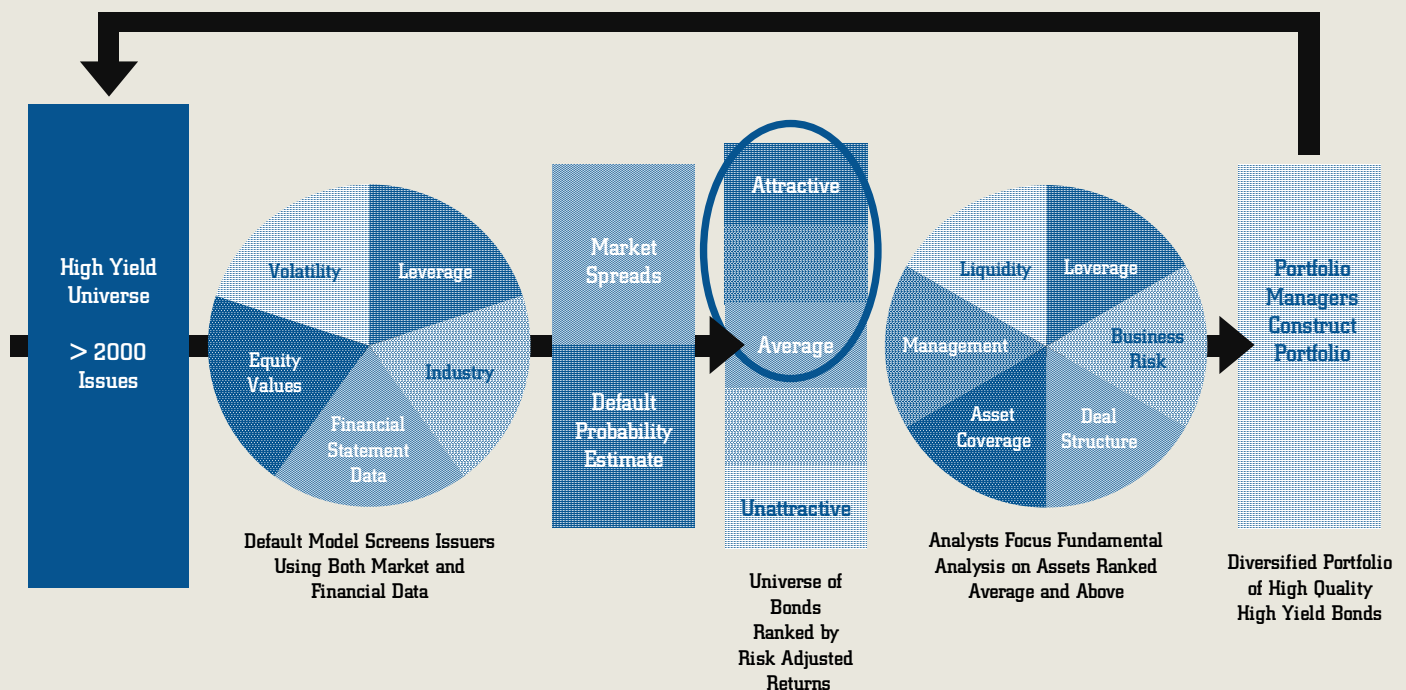 High Yield
Universe
> 2000
Issues
Volatility
Leverage
Equity
Values
Industry
Financial
Statement
Data
Default Model Screens Issuers
Using Both Market and
Financial Data
Market
Spreads
Default
Probability
Estimate
Attractive
Average
Unattractive
Universe of
Bonds
Ranked by
Risk Adjusted
Returns
Liquidity
Leverage
Management
Business
Risk
Asset
Coverage
Deal
Structure
Analysts Focus Fundamental
Analysis on Assets Ranked
Average and Above
Portfolio
Managers
Construct
Portfolio
Diversified Portfolio
of High Quality
High Yield Bonds